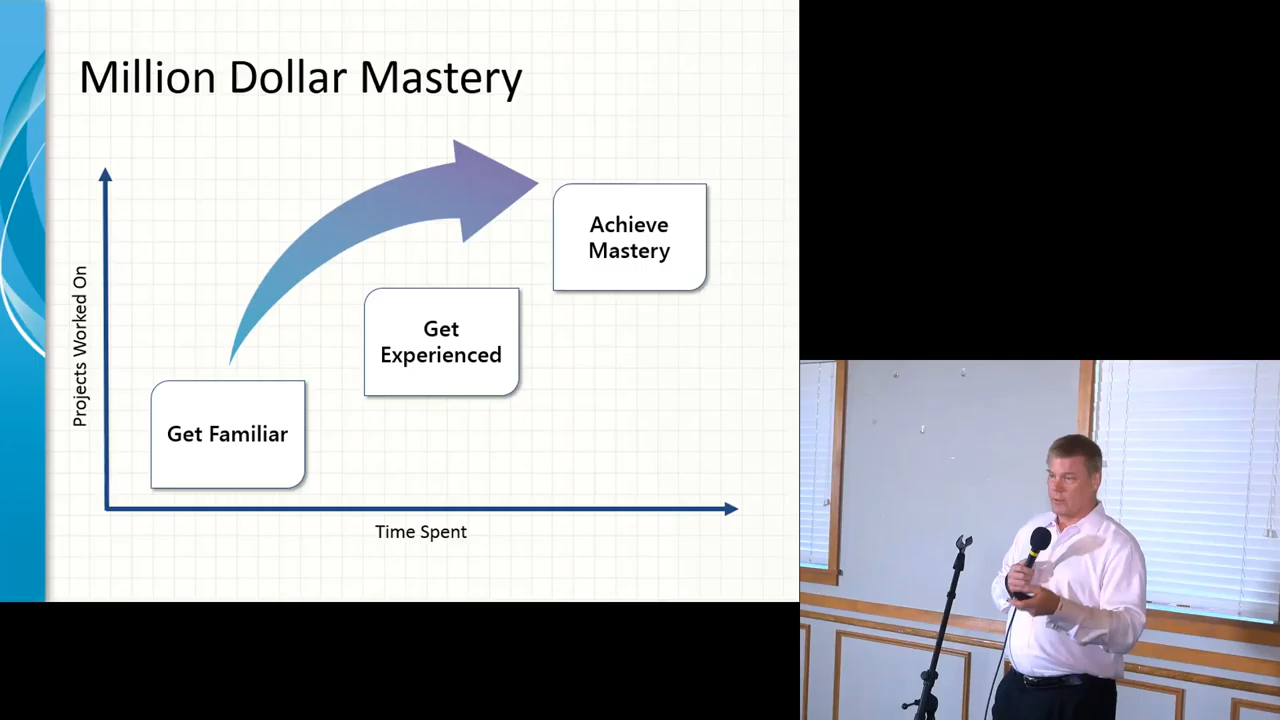 Million Dollar Mastery
Projects Worked On
Achieve
Mastery
Get
Experienced
Get Familiar
Time Spent